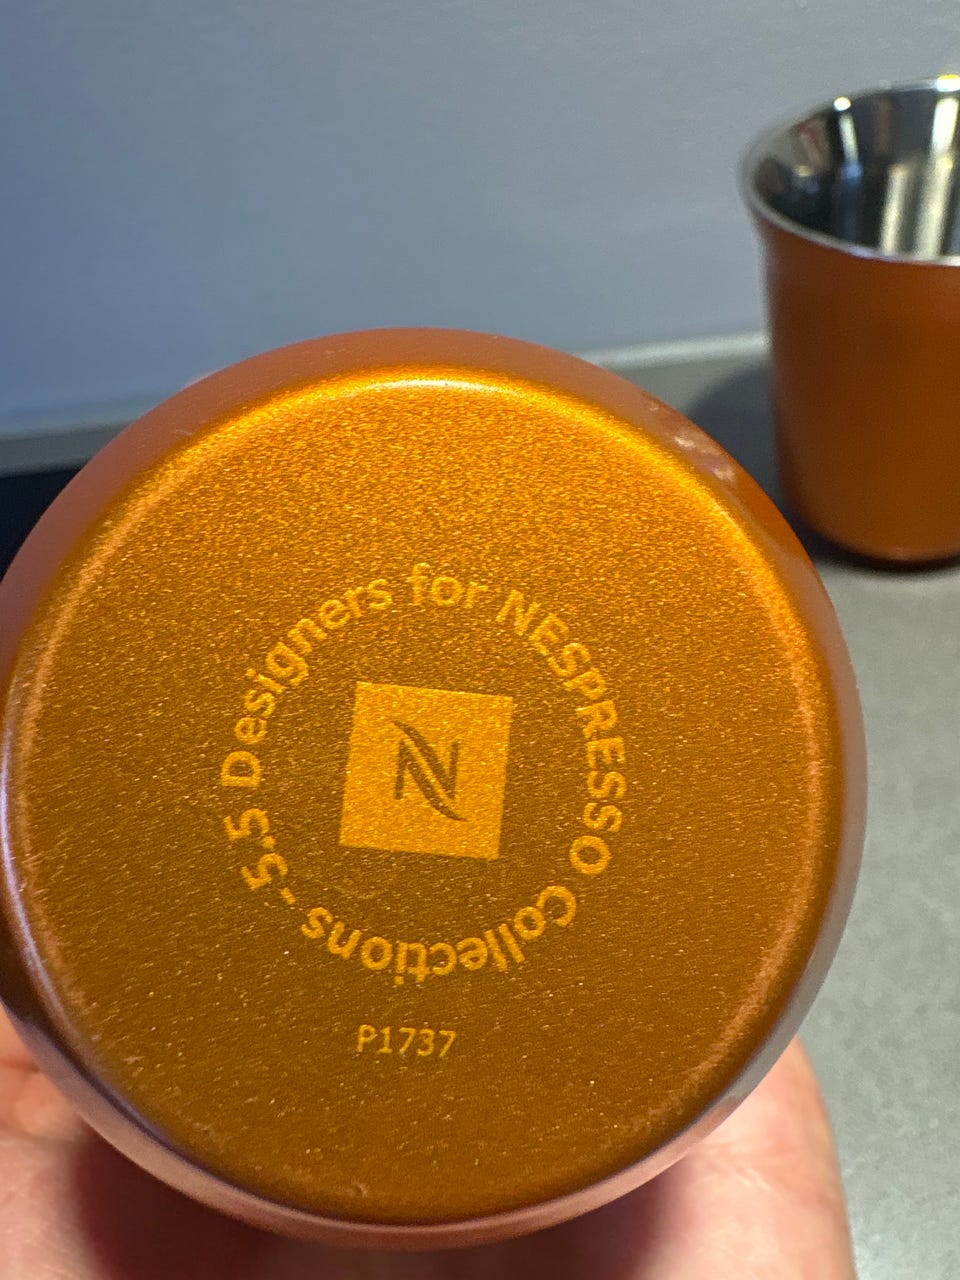 5.5 Designers for NESPRESSO Collections -
N
P1737